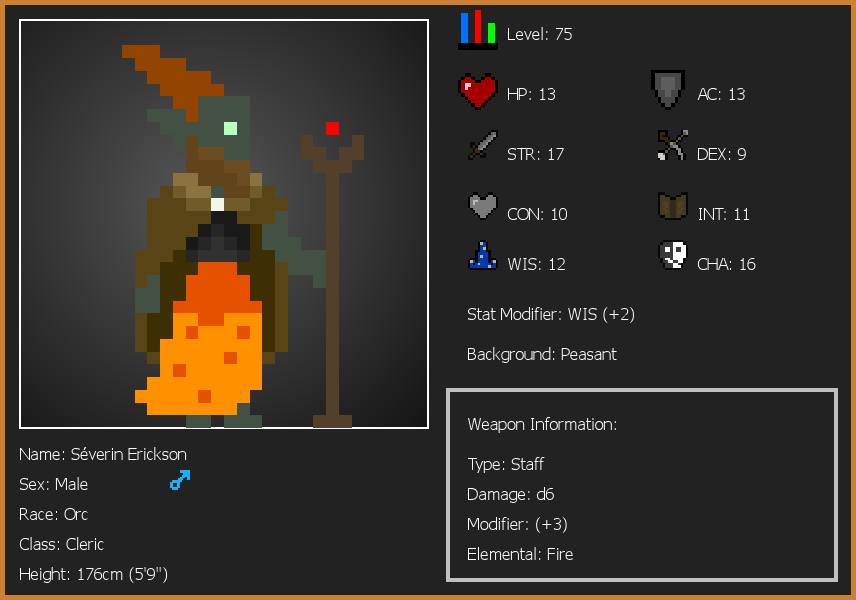 Level: 75
HP: 13
AC: 13
STR: 17
DEX: 9
CON: 10
INT: 11
WIS: 12
CHA: 16
Stat Modifier: WIS (+2)
Background: Peasant
Weapon Information:
Type: Staff
Damage: d6
Modifier: (+3)
Elemental: Fire
Name: Séverin Erickson
Sex: Male
Race: Orc
Class: Cleric
Height: 176cm (5'9")